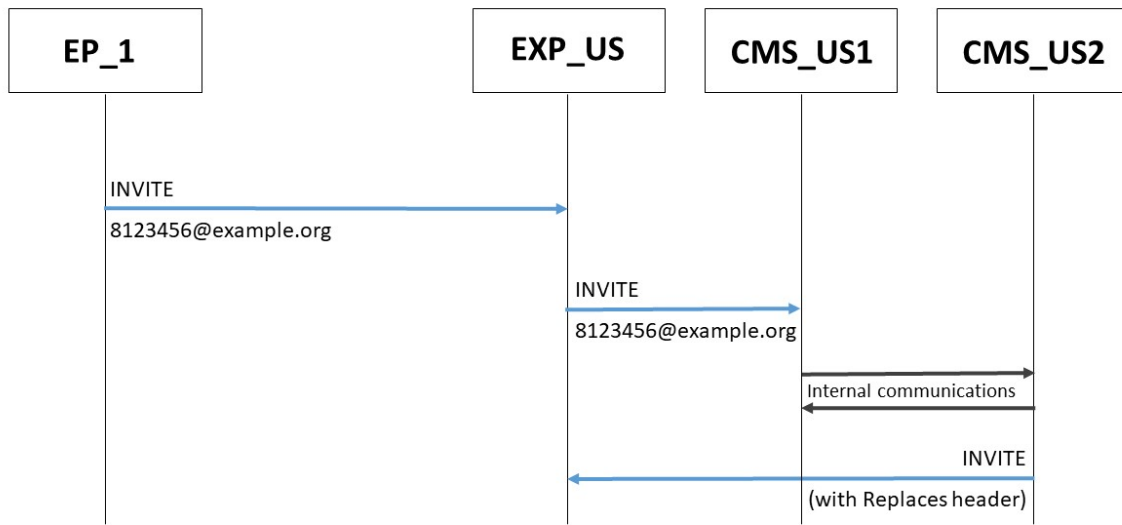 EP_1
EXP_US
CMS_US1
CMS_US2
INVITE
8123456@example.org
INVITE
8123456@example.org
Internal communications
INVITE
(with Replaces header)